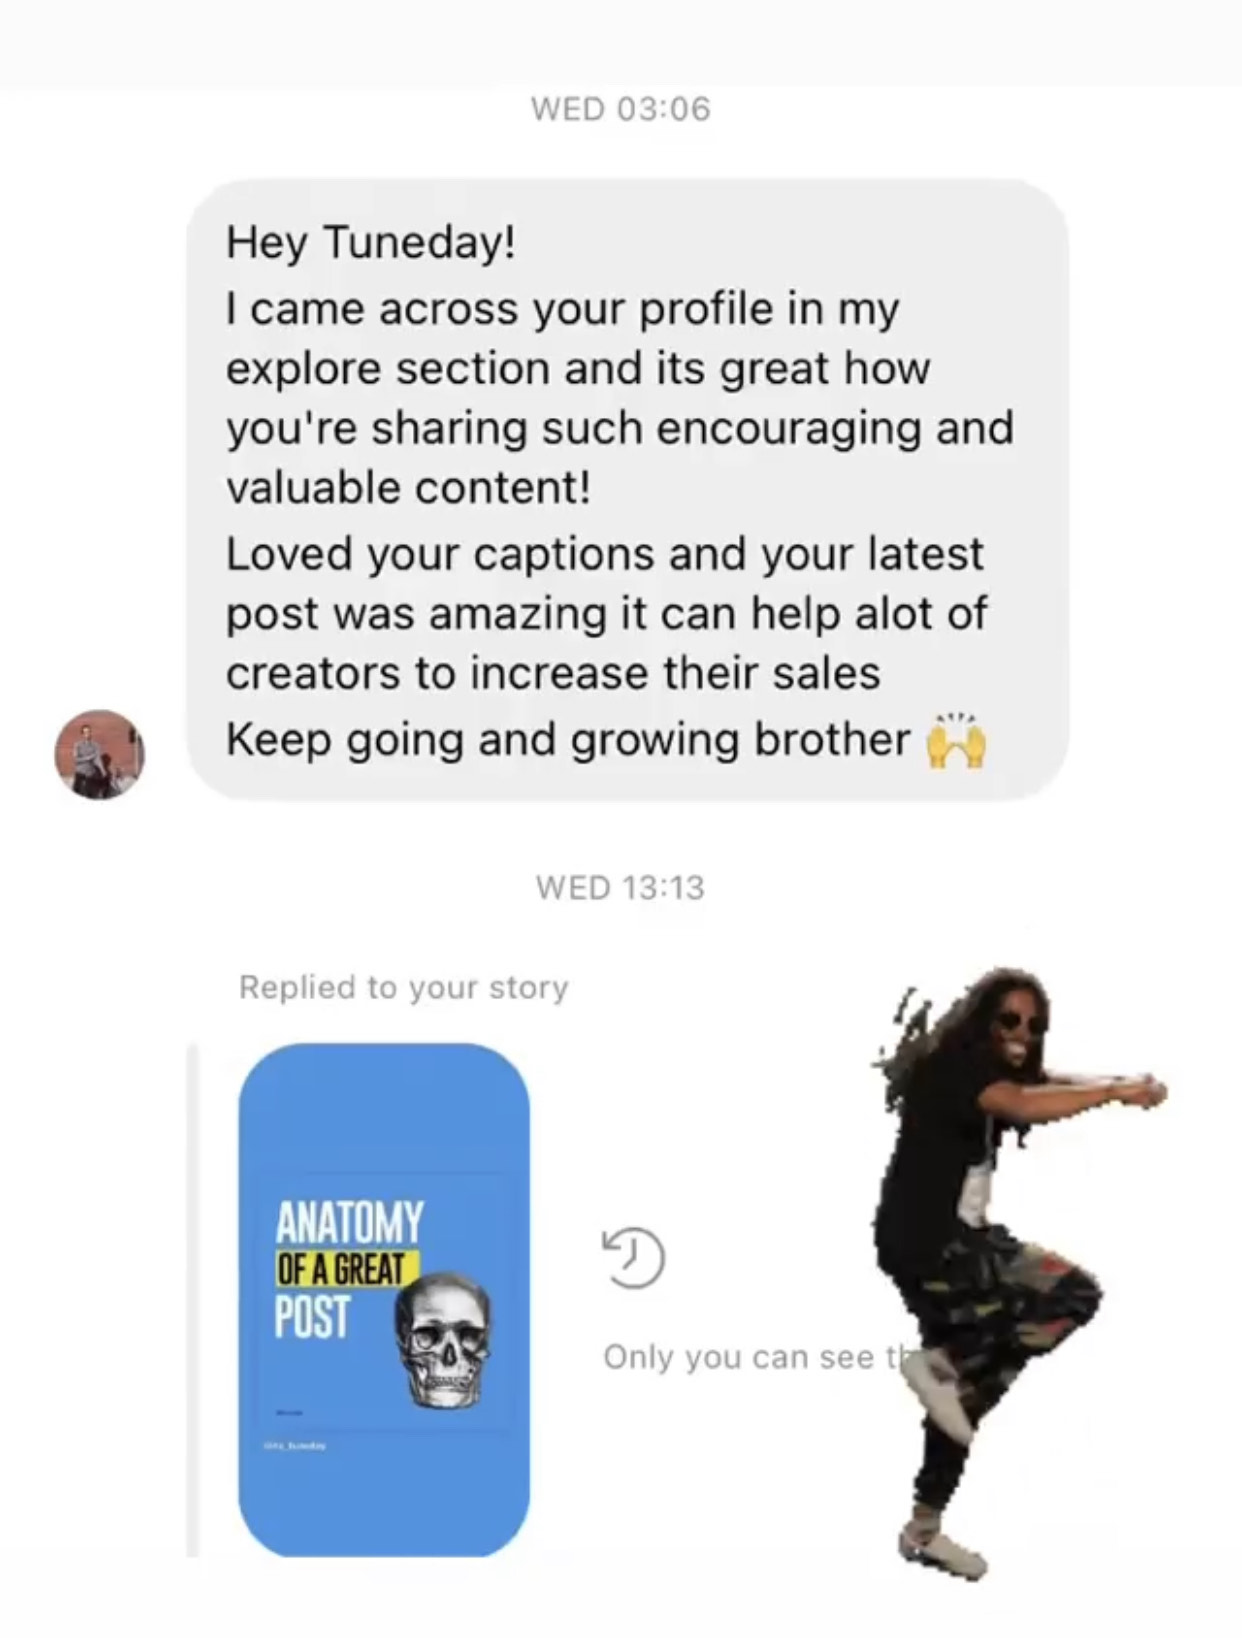 WED 03:06
Hey Tuneday!
I came across your profile in my
explore section and its great how
you're sharing such encouraging and
valuable content!
Loved your captions and your latest
post was amazing it can help alot of
creators to increase their sales
Keep going and growing brother 🙌
WED 13:13
Replied to your story
ANATOMY
OF A GREAT
POST
Only you can see